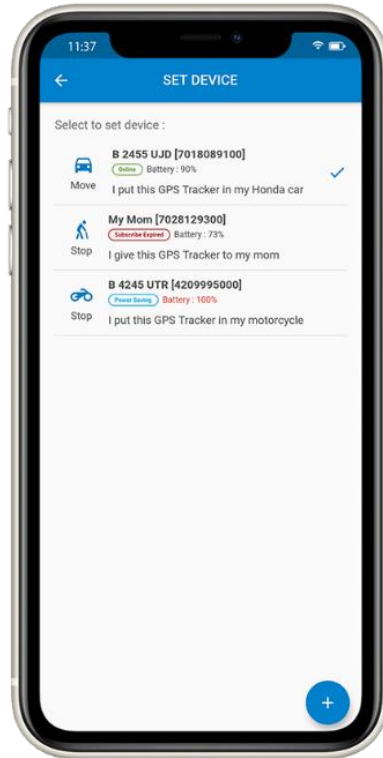 11:37
SET DEVICE
Select to set device :
B 2455 UJD [7018089100]
Online Battery : 90%
Move
I put this GPS Tracker in my Honda car
My Mom [7028129300]
Subscribe Expired Battery : 73%
Stop
I give this GPS Tracker to my mom
B 4245 UTR [4209995000]
Power Saving Battery : 100%
Stop
I put this GPS Tracker in my motorcycle
+